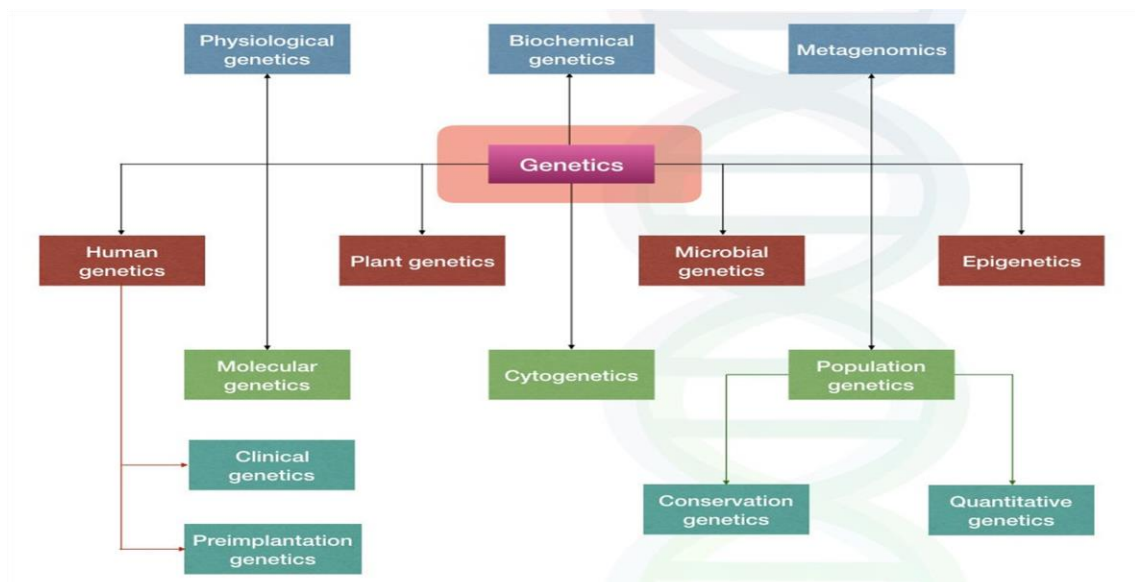 Physiological
genetics
Biochemical
genetics
Metagenomics
Genetics
Human
genetics
Plant genetics
Microbial
genetics
Epigenetics
Molecular
genetics
Cytogenetics
Population
genetics
Clinical
genetics
Conservation
genetics
Quantitative
genetics
Preimplantation
genetics